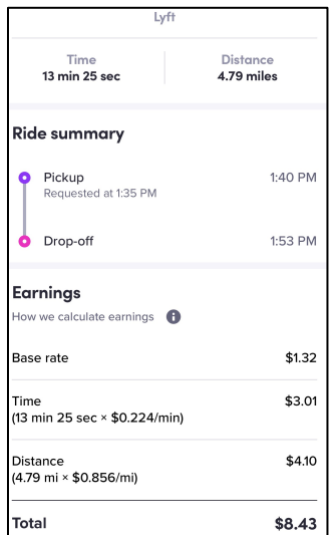 Lyft
Time
Distance
13 min 25 sec
4.79 miles
Ride summary
Pickup
1:40 PM
Requested at 1:35 PM
Drop-off
1:53 PM
Earnings
How we calculate earnings
Base rate
$1.32
Time
$3.01
(13 min 25 sec × $0.224/min)
Distance
$4.10
(4.79 mi × $0.856/mi)
Total
$8.43